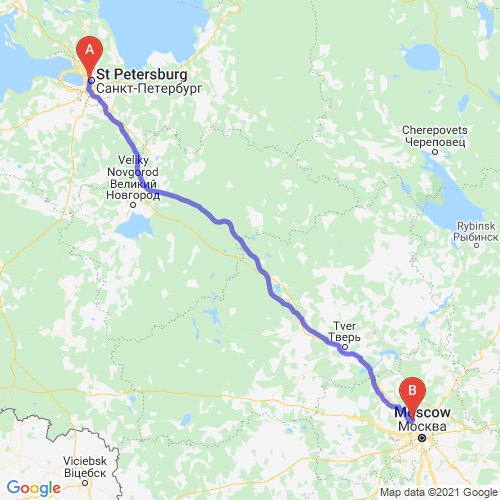 A
St Petersburg
Санкт-Петербург
Cherepovets
Череповец
Veliky
Novgorod
Великий
Новгород
Rybinsk
Рыбинск
Tver
Тверь
B
Moscow
Москва
Viciebsk
Віцебск
Google
Map data ©2021 Google